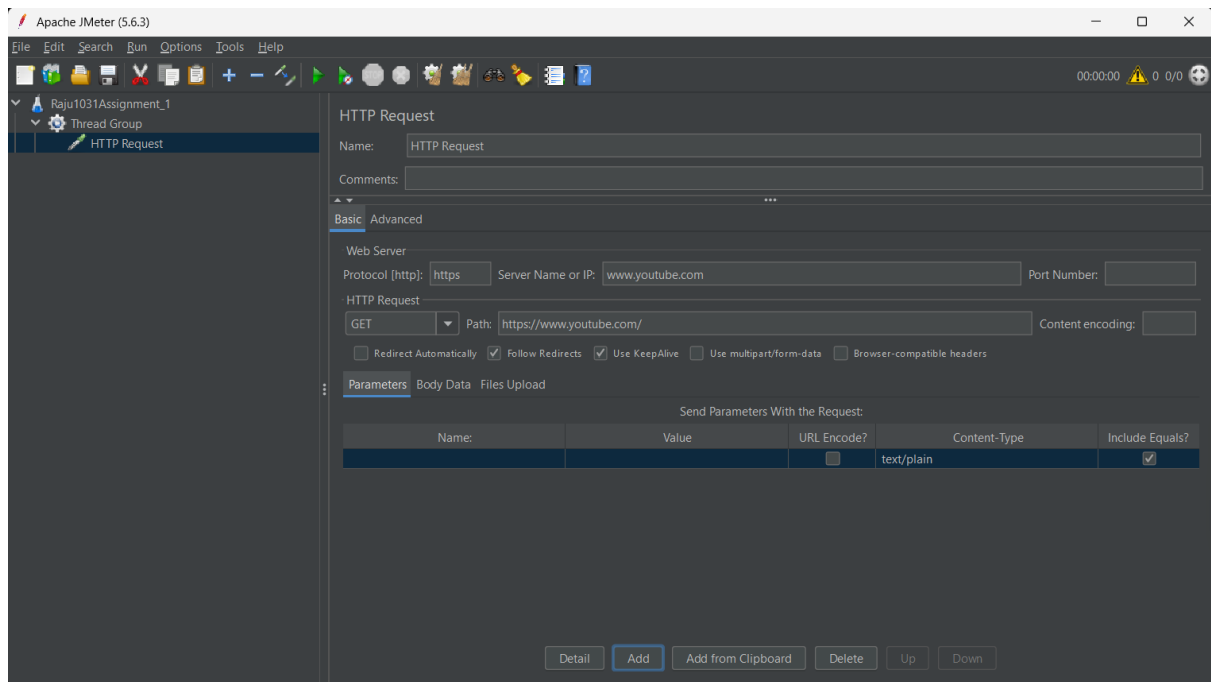 Apache JMeter (5.6.3)
File Edit Search Run Options Tools Help
00:00:00 0 0/0
Raju1031Assignment_1
Thread Group
HTTP Request
HTTP Request
Name: HTTP Request
Comments:
Basic Advanced
Web Server
Protocol [http]: https Server Name or IP: www.youtube.com Port Number:
HTTP Request
GET Path: https://www.youtube.com/ Content encoding:
Redirect Automatically Follow Redirects Use KeepAlive Use multipart/form-data Browser-compatible headers
Parameters Body Data Files Upload
Send Parameters With the Request:
Name: Value URL Encode? Content-Type Include Equals?
text/plain
Detail Add Add from Clipboard Delete Up Down